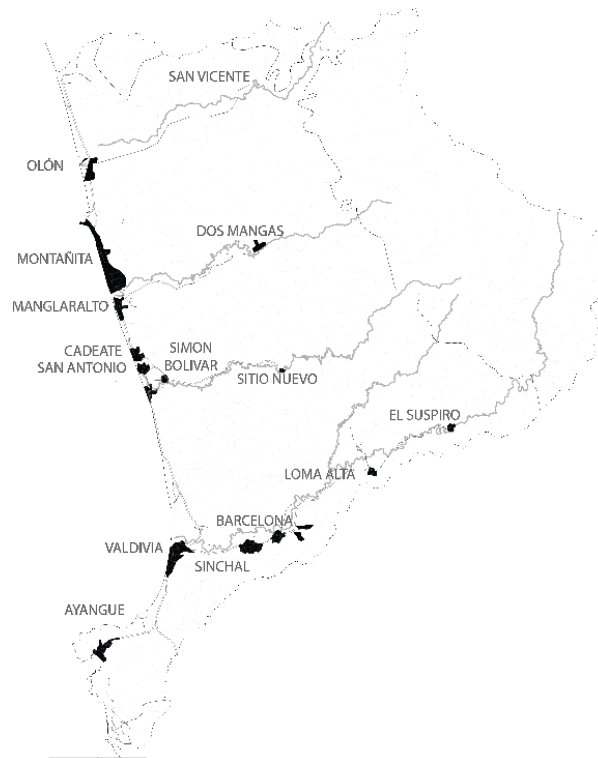 SAN VICENTE
OLÓN
DOS MANGAS
MONTAÑITA
MANGLARALTO
CADEATE
SAN ANTONIO
SIMON
BOLIVAR
SITIO NUEVO
EL SUSPIRO
LOMA ALTA
BARCELONA
VALDIVIA
SINCHAL
AYANGUE